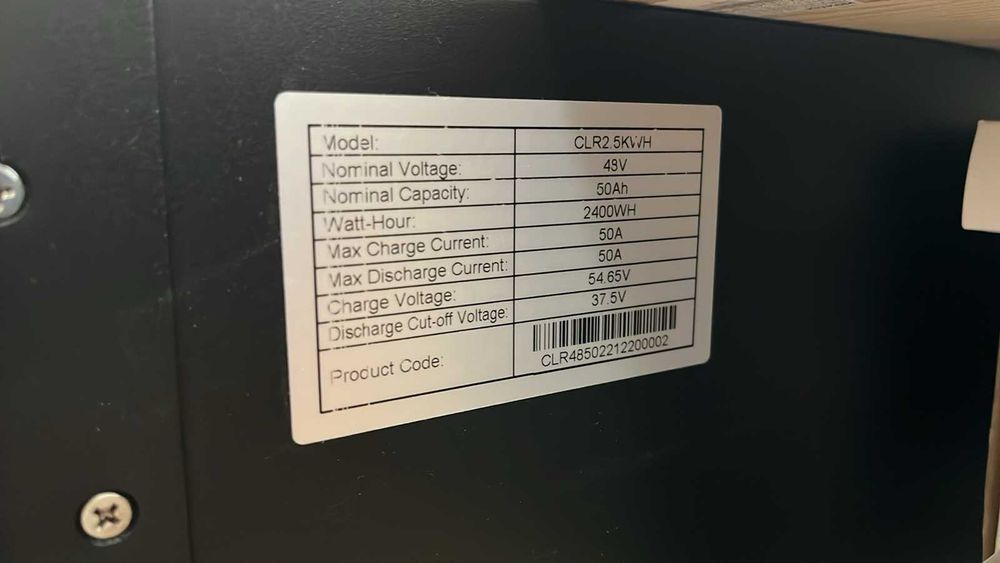 Model: CLR2.5KWH
Nominal Voltage: 48V
Nominal Capacity: 50Ah
Watt-Hour: 2400WH
Max Charge Current: 50A
Max Discharge Current: 50A
Charge Voltage: 54.65V
Discharge Cut-off Voltage: 37.5V
Product Code: CLR48502212200002